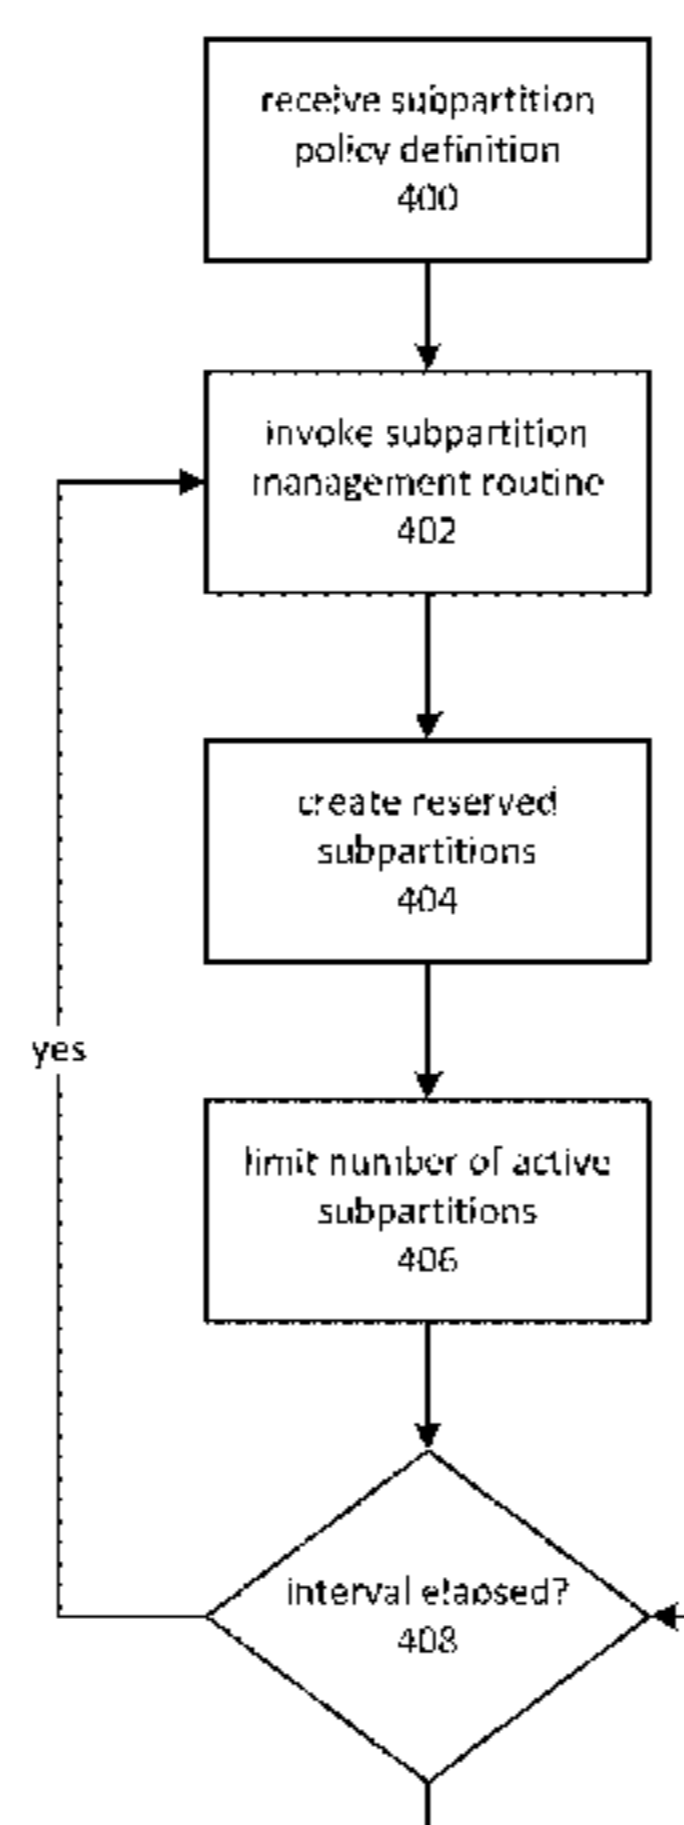 receive subpartition
policy definition
400
invoke subpartition
management routine
402
create reserved
subpartitions
404
yes
limit number of active
subpartitions
406
interval elapsed?
408